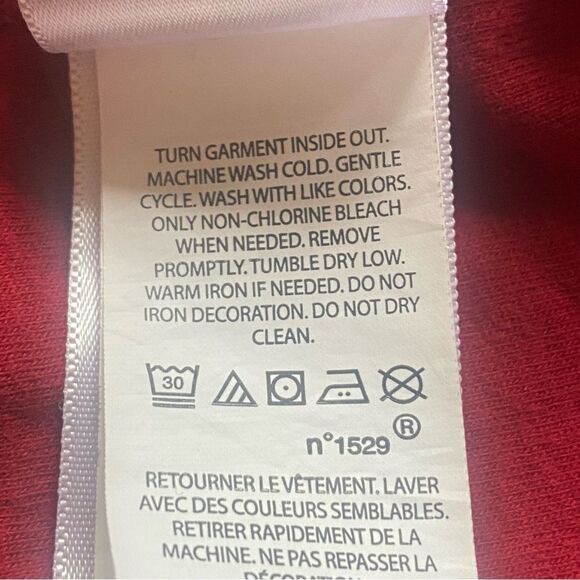 TURN GARMENT INSIDE OUT.
MACHINE WASH COLD. GENTLE
CYCLE. WASH WITH LIKE COLORS.
ONLY NON-CHLORINE BLEACH
WHEN NEEDED. REMOVE
PROMPTLY. TUMBLE DRY LOW.
WARM IRON IF NEEDED. DO NOT
IRON DECORATION. DO NOT DRY
CLEAN.
30
n°1529 ®
RETOURNER LE VÊTEMENT. LAVER
AVEC DES COULEURS SEMBLABLES.
RETIRER RAPIDEMENT DE LA
MACHINE. NE PAS REPASSER LA